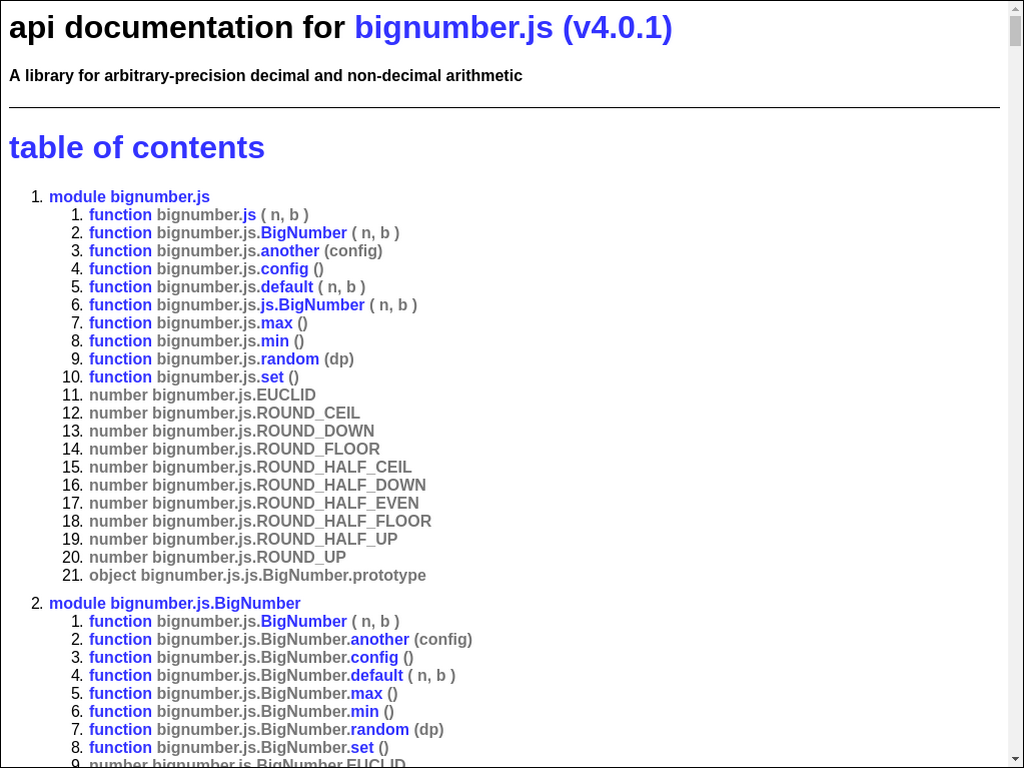 api documentation for bignumber.js (v4.0.1)
A library for arbitrary-precision decimal and non-decimal arithmetic
table of contents
1. module bignumber.js
1. function bignumber.js ( n, b )
2. function bignumber.js.BigNumber ( n, b )
3. function bignumber.js.another (config)
4. function bignumber.js.config ()
5. function bignumber.js.default ( n, b )
6. function bignumber.js.js.BigNumber ( n, b )
7. function bignumber.js.max ()
8. function bignumber.js.min ()
9. function bignumber.js.random (dp)
10. function bignumber.js.set ()
11. number bignumber.js.EUCLID
12. number bignumber.js.ROUND_CEIL
13. number bignumber.js.ROUND_DOWN
14. number bignumber.js.ROUND_FLOOR
15. number bignumber.js.ROUND_HALF_CEIL
16. number bignumber.js.ROUND_HALF_DOWN
17. number bignumber.js.ROUND_HALF_EVEN
18. number bignumber.js.ROUND_HALF_FLOOR
19. number bignumber.js.ROUND_HALF_UP
20. number bignumber.js.ROUND_UP
21. object bignumber.js.js.BigNumber.prototype
2. module bignumber.js.BigNumber
1. function bignumber.js.BigNumber ( n, b )
2. function bignumber.js.BigNumber.another (config)
3. function bignumber.js.BigNumber.config ()
4. function bignumber.js.BigNumber.default ( n, b )
5. function bignumber.js.BigNumber.max ()
6. function bignumber.js.BigNumber.min ()
7. function bignumber.js.BigNumber.random (dp)
8. function bignumber.js.BigNumber.set ()
9. number bignumber.js.BigNumber.EUCLID